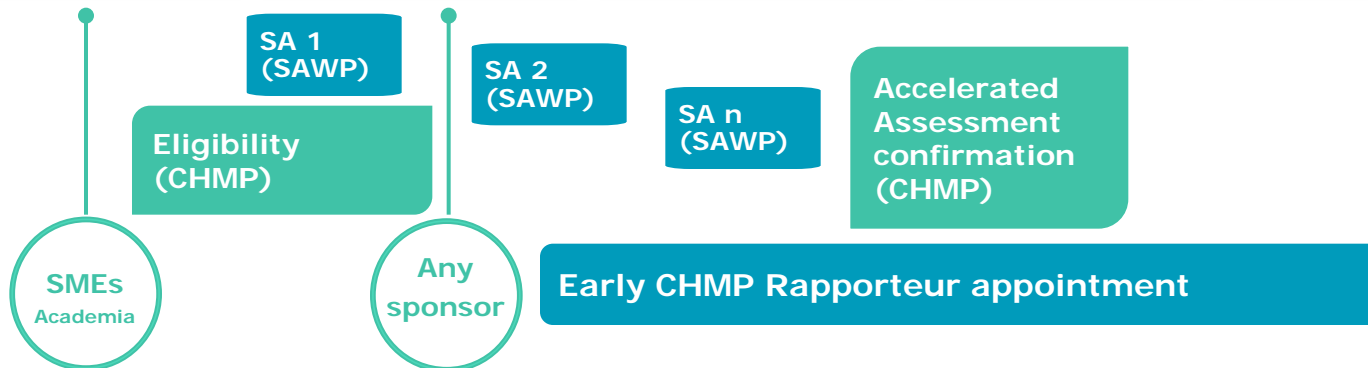 SA 1
(SAWP)
SA 2
(SAWP)
SA n
(SAWP)
Accelerated
Assessment
confirmation
(CHMP)
Eligibility
(CHMP)
SMEs
Academia
Any
sponsor
Early CHMP Rapporteur appointment